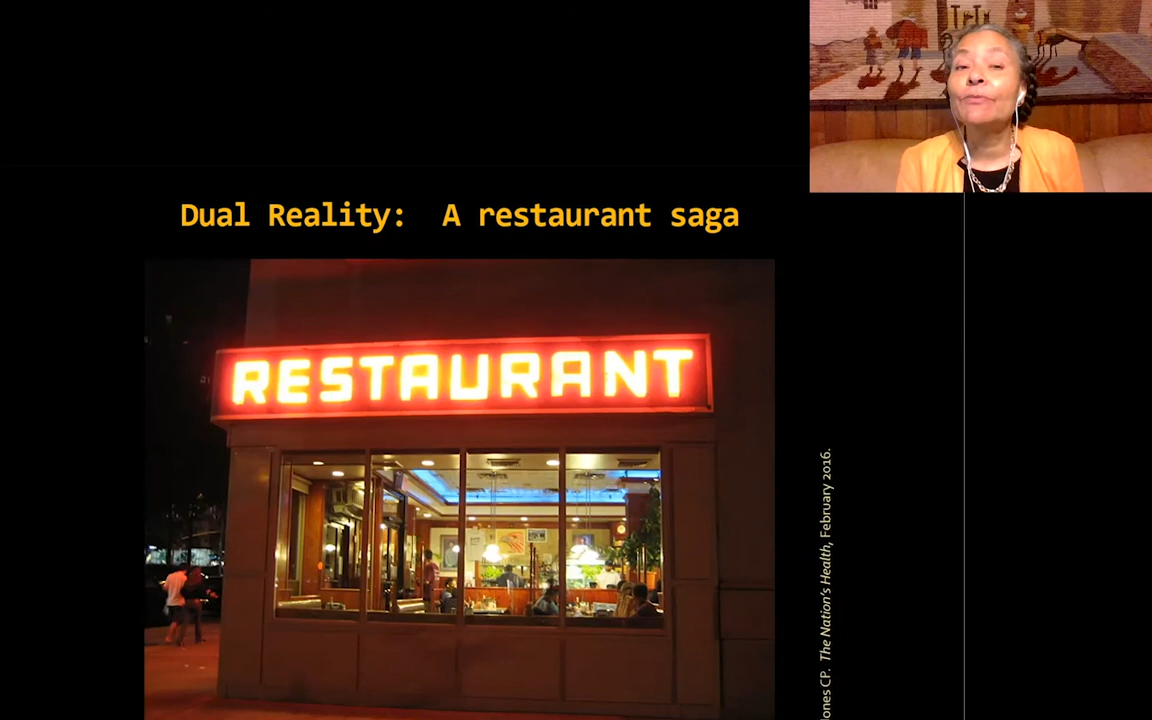 Dual Reality: A restaurant saga
RESTAURANT
Jones CP. The Nation's Health, February 2016.